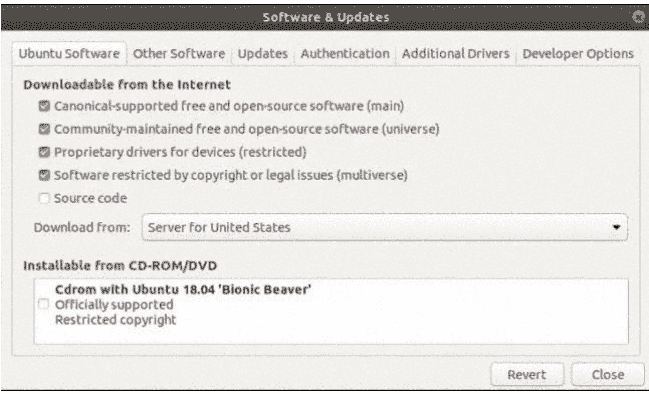 Software & Updates
Ubuntu Software Other Software Updates Authentication Additional Drivers Developer Options
Downloadable from the Internet
Canonical-supported free and open-source software (main)
Community-maintained free and open-source software (universe)
Proprietary drivers for devices (restricted)
Software restricted by copyright or legal issues (multiverse)
Source code
Download from: Server for United States
Installable from CD-ROM/DVD
Cdrom with Ubuntu 18.04 'Bionic Beaver'
Officially supported
Restricted copyright
Revert Close